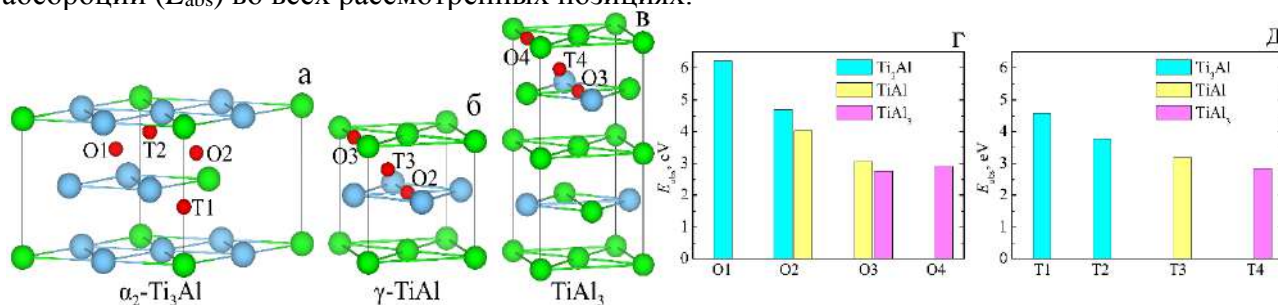 абсорбции (Eabs) во всех рассмотренных позициях.
а
O1
T2
O2
T1
α2-Ti3Al
б
O3
T3
O2
γ-TiAl
в
O4
T4
O3
TiAl3
Г
Eabs, eV
6
5
4
3
2
1
0
Ti3Al
TiAl
TiAl3
O1 O2 O3 O4
Д
Eabs, eV
6
5
4
3
2
1
0
Ti3Al
TiAl
TiAl3
T1 T2 T3 T4